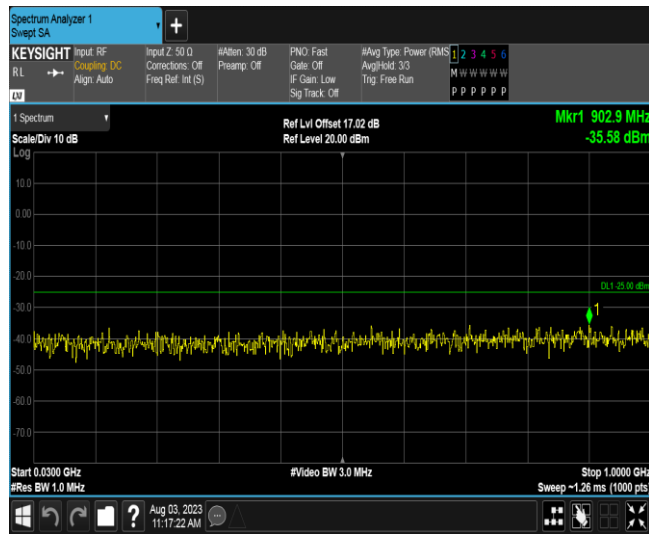 Spectrum Analyzer 1
Swept SA
+
KEYSIGHT
RL
LXI
Input: RF
Coupling: DC
Align: Auto
Input Z: 50 Ω
Corrections: Off
Freq Ref: Int (S)
#Atten: 30 dB
Preamp: Off
PNO: Fast
Gate: Off
IF Gain: Low
Sig Track: Off
#Avg Type: Power (RMS
Avg|Hold: 3/3
Trig: Free Run
1 2 3 4 5 6
M W W W W W
P P P P P P
1 Spectrum
Scale/Div 10 dB
Log
Ref Lvl Offset 17.02 dB
Ref Level 20.00 dBm
Mkr1 902.9 MHz
-35.58 dBm
10.0
0.00
-10.0
-20.0
DL1 -25.00 dBm
-30.0
1
-40.0
-50.0
-60.0
-70.0
Start 0.0300 GHz
#Res BW 1.0 MHz
#Video BW 3.0 MHz
Stop 1.0000 GHz
Sweep ~1.26 ms (1000 pts
?
Aug 03, 2023
11:17:22 AM